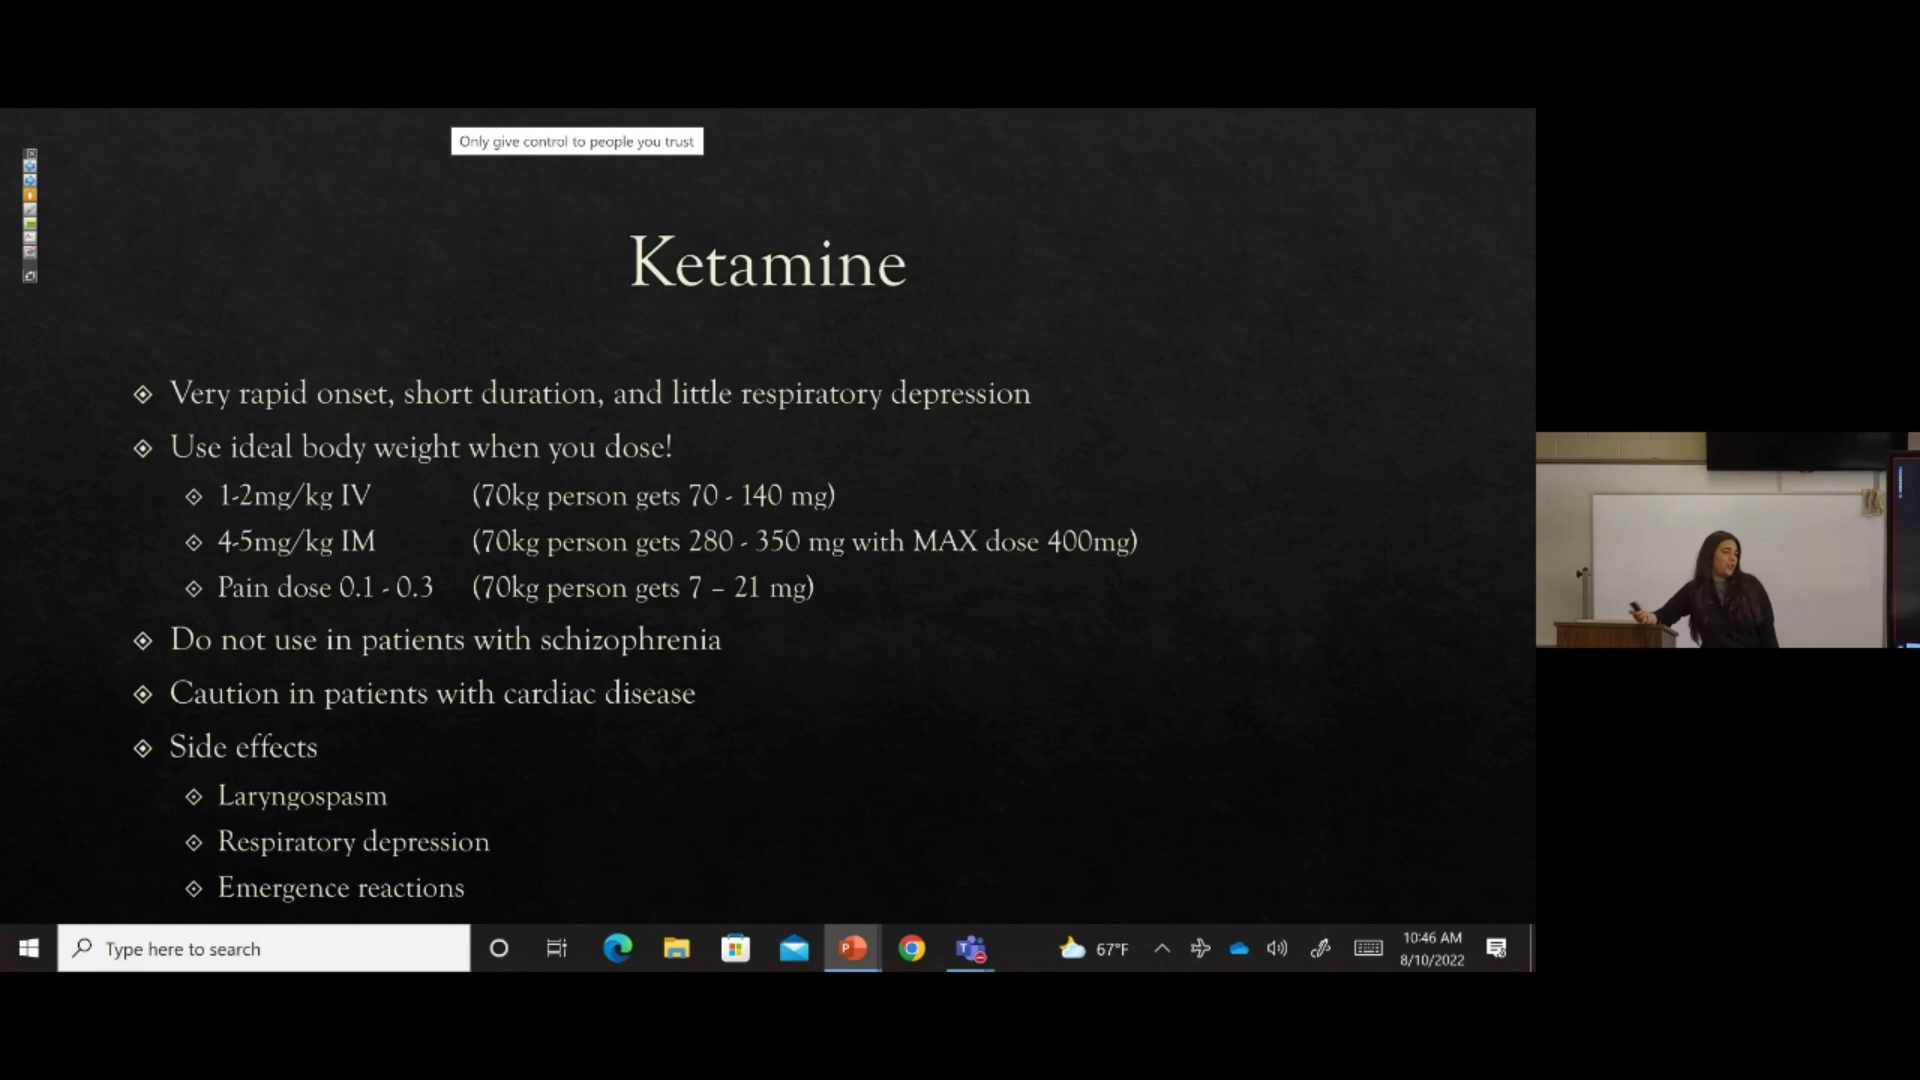 Only give control to people you trust
Ketamine
Very rapid onset, short duration, and little respiratory depression
Use ideal body weight when you dose!
1-2mg/kg IV (70kg person gets 70 - 140 mg)
4-5mg/kg IM (70kg person gets 280 - 350 mg with MAX dose 400mg)
Pain dose 0.1 - 0.3 (70kg person gets 7 – 21 mg)
Do not use in patients with schizophrenia
Caution in patients with cardiac disease
Side effects
Laryngospasm
Respiratory depression
Emergence reactions
Type here to search
67°F
10:46 AM
8/10/2022